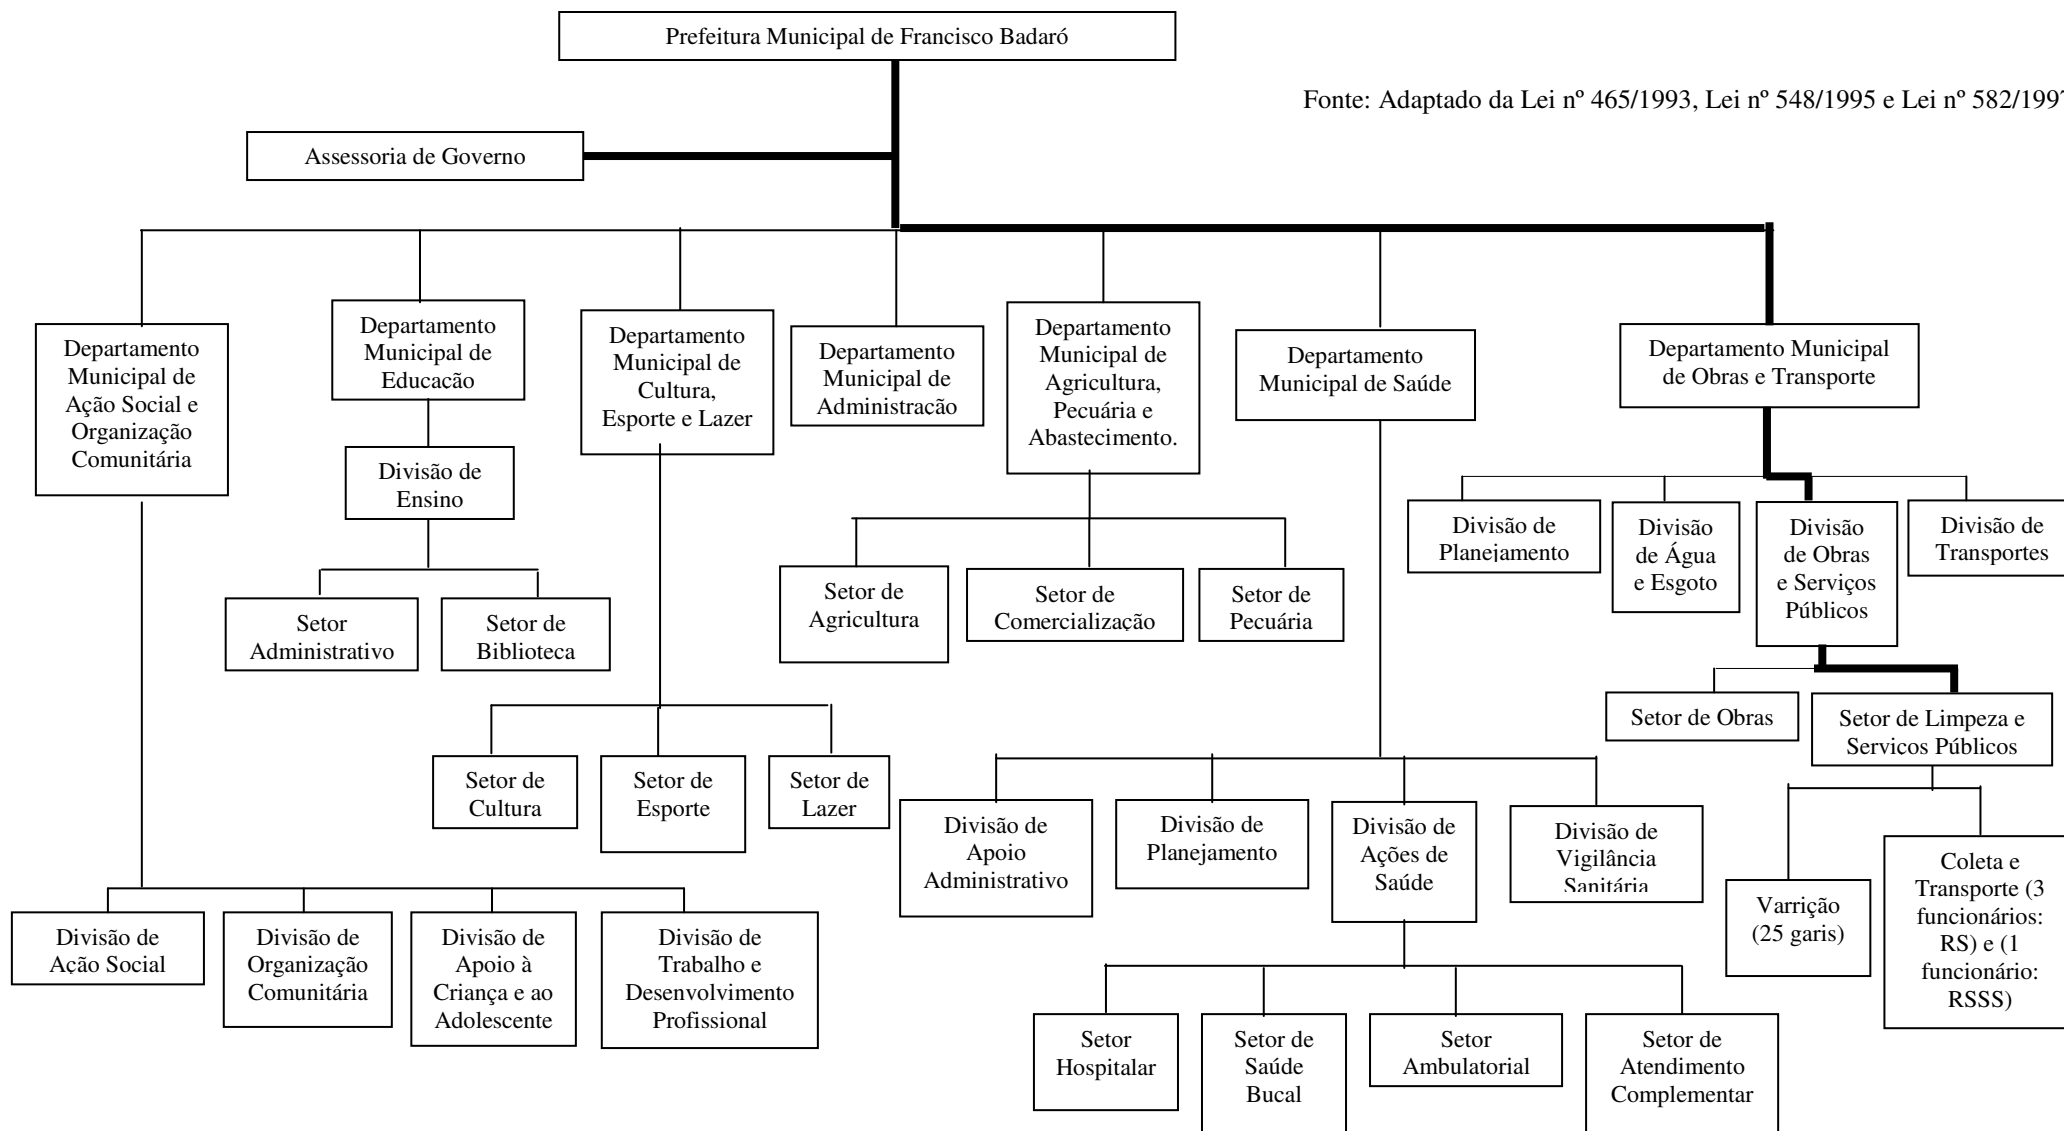 Prefeitura Municipal de Francisco Badaró
Fonte: Adaptado da Lei nº 465/1993, Lei nº 548/1995 e Lei nº 582/1997
Assessoria de Governo
Departamento
Municipal de
Ação Social e
Organização
Comunitária
Departamento
Municipal de
Educação
Departamento
Municipal de
Cultura,
Esporte e Lazer
Departamento
Municipal de
Administração
Departamento
Municipal de
Agricultura,
Pecuária e
Abastecimento.
Departamento
Municipal de Saúde
Departamento Municipal
de Obras e Transporte
Divisão de
Ensino
Divisão de
Planejamento
Divisão
de Água
e Esgoto
Divisão
de Obras
e Serviços
Públicos
Divisão de
Transportes
Setor
Administrativo
Setor de
Biblioteca
Setor de
Agricultura
Setor de
Comercialização
Setor de
Pecuária
Setor de Obras
Setor de Limpeza e
Serviços Públicos
Setor de
Cultura
Setor de
Esporte
Setor de
Lazer
Divisão de
Apoio
Administrativo
Divisão de
Planejamento
Divisão de
Ações de
Saúde
Divisão de
Vigilância
Sanitária
Varrição
(25 garis)
Coleta e
Transporte (3
funcionários:
RS) e (1
funcionário:
RSSS)
Divisão de
Ação Social
Divisão de
Organização
Comunitária
Divisão de
Apoio à
Criança e ao
Adolescente
Divisão de
Trabalho e
Desenvolvimento
Profissional
Setor
Hospitalar
Setor de
Saúde
Bucal
Setor
Ambulatorial
Setor de
Atendimento
Complementar